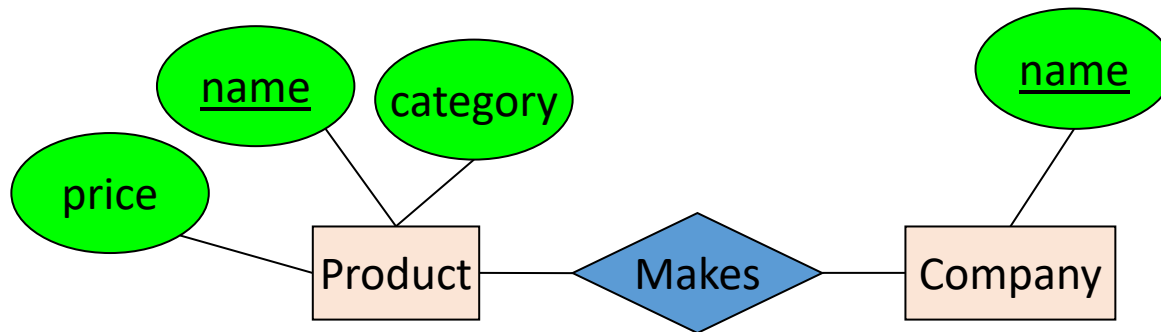 name
name
category
price
Product
Makes
Company